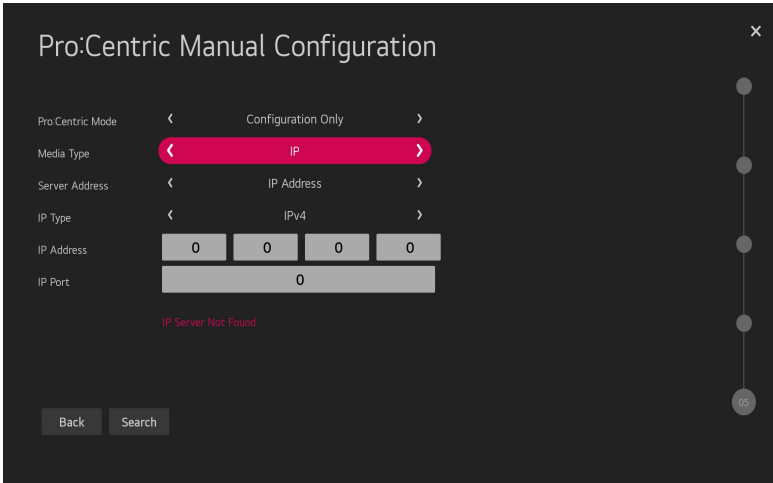 Pro:Centric Manual Configuration
Pro:Centric Mode Configuration Only
Media Type IP
Server Address IP Address
IP Type IPv4
IP Address 0 0 0 0
IP Port 0
IP Server Not Found
05
Back Search